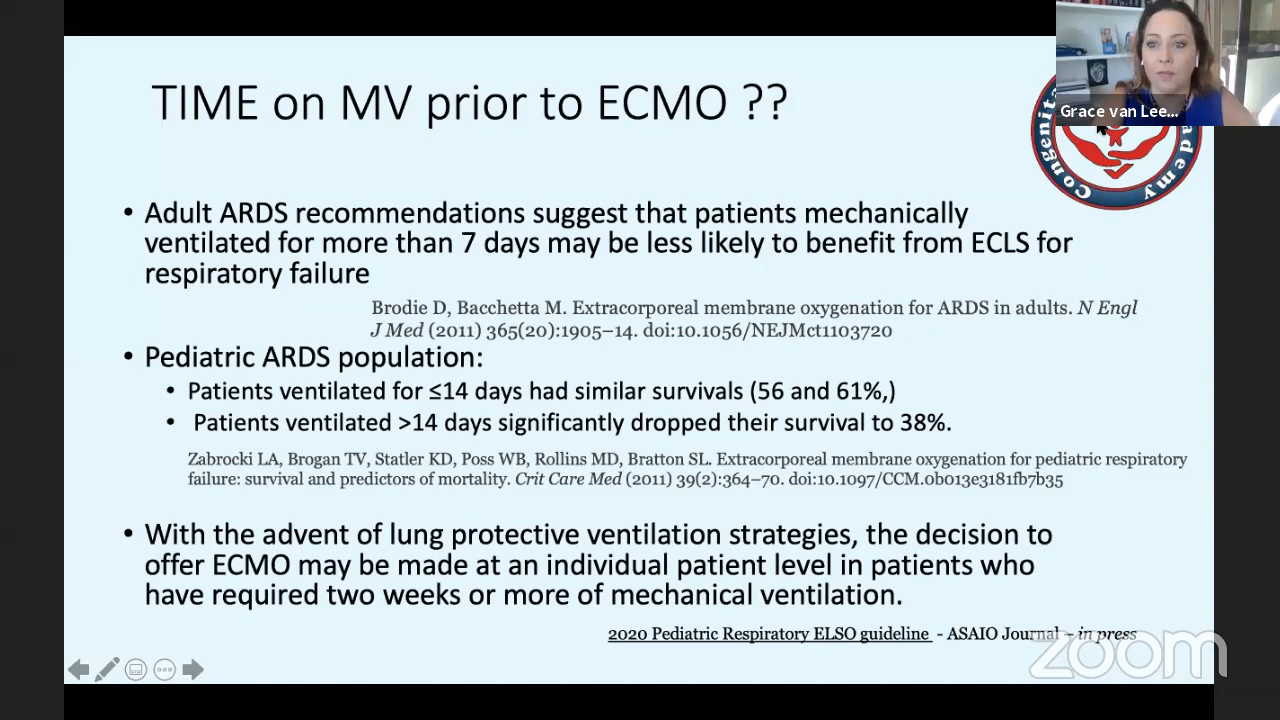 TIME on MV prior to ECMO ??
Grace van Lee...
Congenita
ademy
• Adult ARDS recommendations suggest that patients mechanically
ventilated for more than 7 days may be less likely to benefit from ECLS for
respiratory failure
Brodie D, Bacchetta M. Extracorporeal membrane oxygenation for ARDS in adults. N Engl
J Med (2011) 365(20):1905–14. doi:10.1056/NEJMct1103720
• Pediatric ARDS population:
• Patients ventilated for ≤14 days had similar survivals (56 and 61%,)
• Patients ventilated >14 days significantly dropped their survival to 38%.
Zabrocki LA, Brogan TV, Statler KD, Poss WB, Rollins MD, Bratton SL. Extracorporeal membrane oxygenation for pediatric respiratory
failure: survival and predictors of mortality. Crit Care Med (2011) 39(2):364–70. doi:10.1097/CCM.0b013e3181fb7b35
• With the advent of lung protective ventilation strategies, the decision to
offer ECMO may be made at an individual patient level in patients who
have required two weeks or more of mechanical ventilation.
2020 Pediatric Respiratory ELSO guideline - ASAIO Journal – in press
zoom